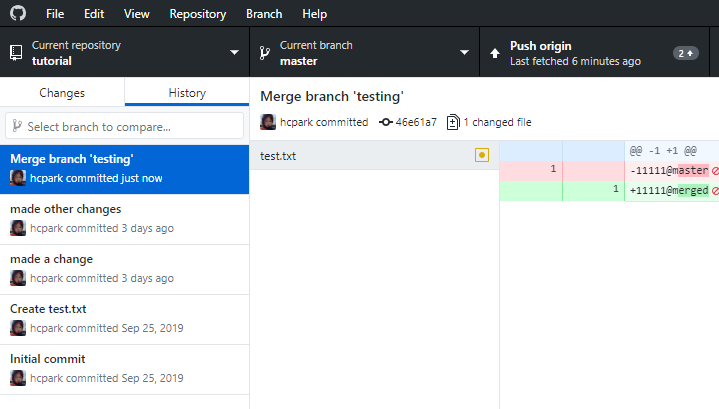 File Edit View Repository Branch Help
Current repository
tutorial
Current branch
master
Push origin
Last fetched 6 minutes ago
2
Changes
History
Select branch to compare...
Merge branch 'testing'
hcpark committed just now
made other changes
hcpark committed 3 days ago
made a change
hcpark committed 3 days ago
Create test.txt
hcpark committed Sep 25, 2019
Initial commit
hcpark committed Sep 25, 2019
Merge branch 'testing'
hcpark committed 46e61a7 1 changed file
test.txt
@@ -1 +1 @@
1 -11111@master
1 +11111@merged